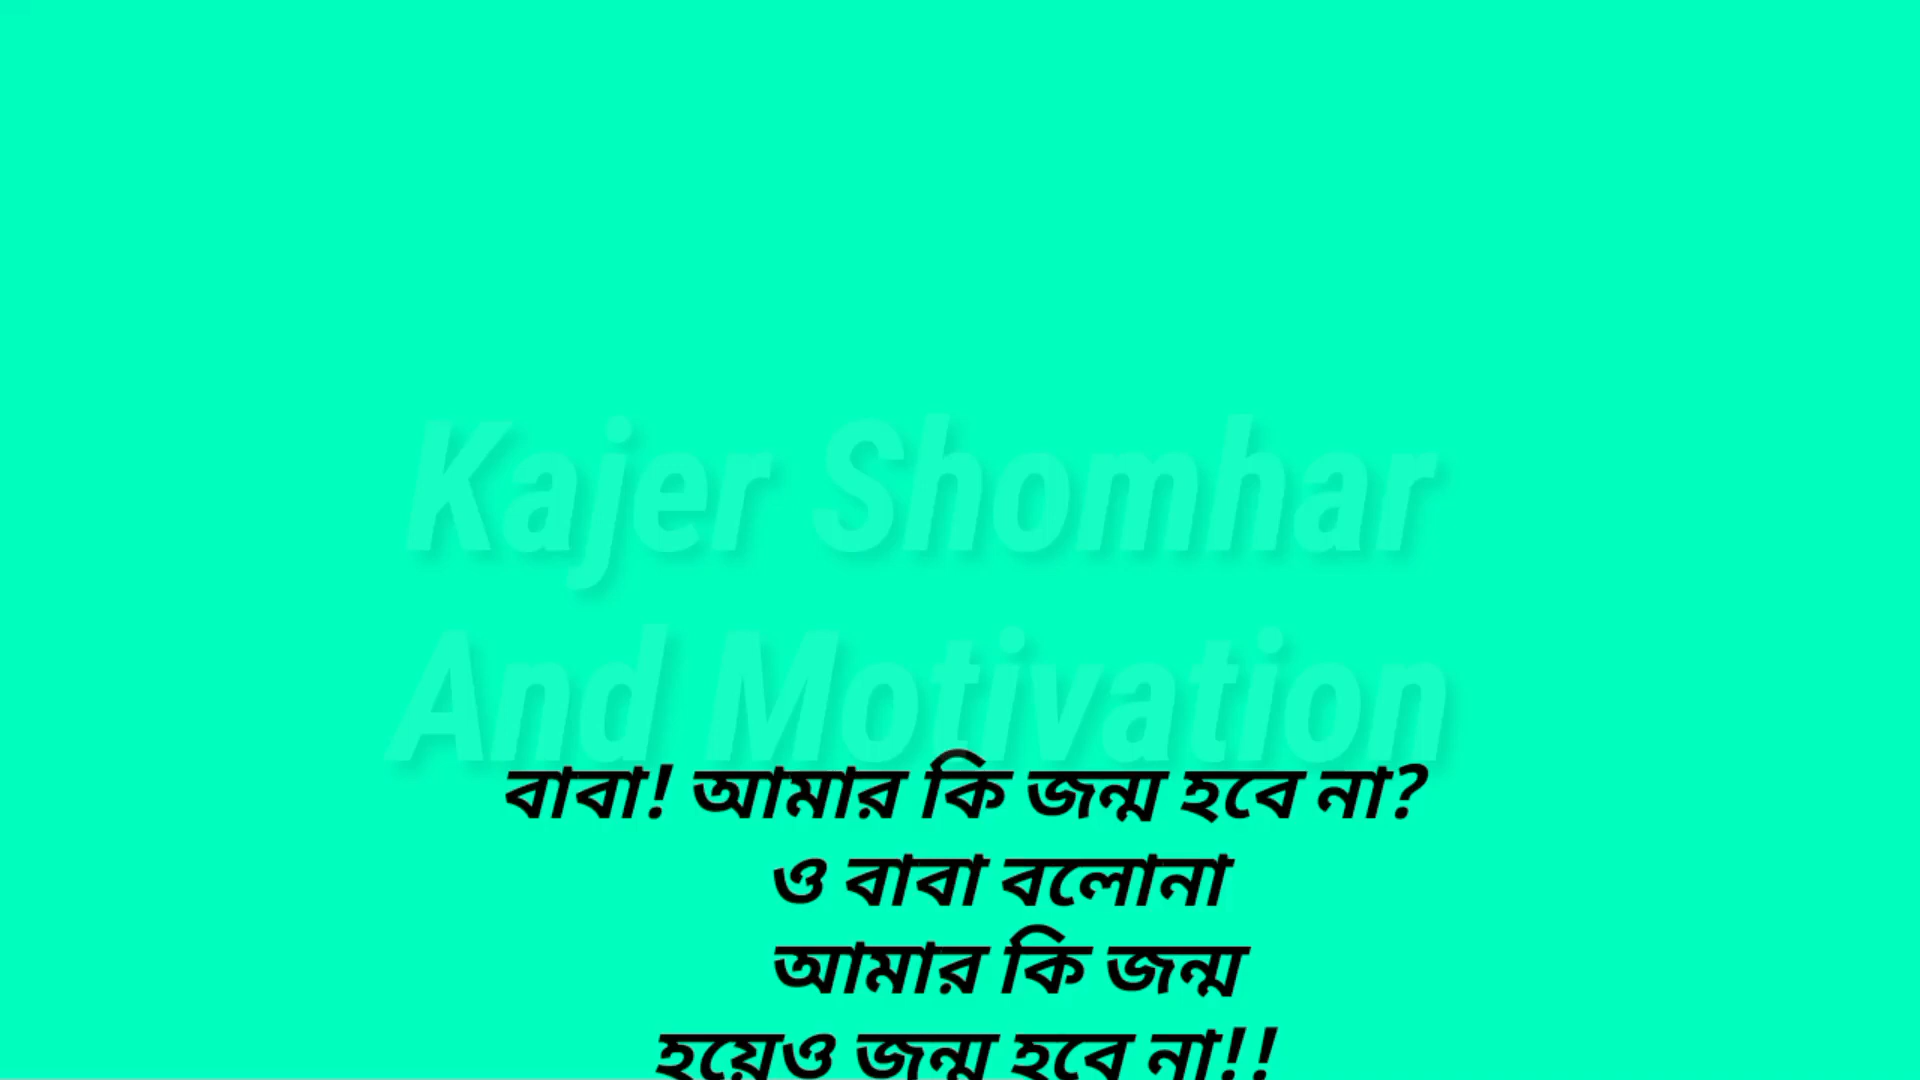 Kajer Shomhar
And Motivation
বাবা! আমার কি জন্ম হবে না?
ও বাবা বলোনা
আমার কি জন্ম
হয়েও জন্ম হবে না!!